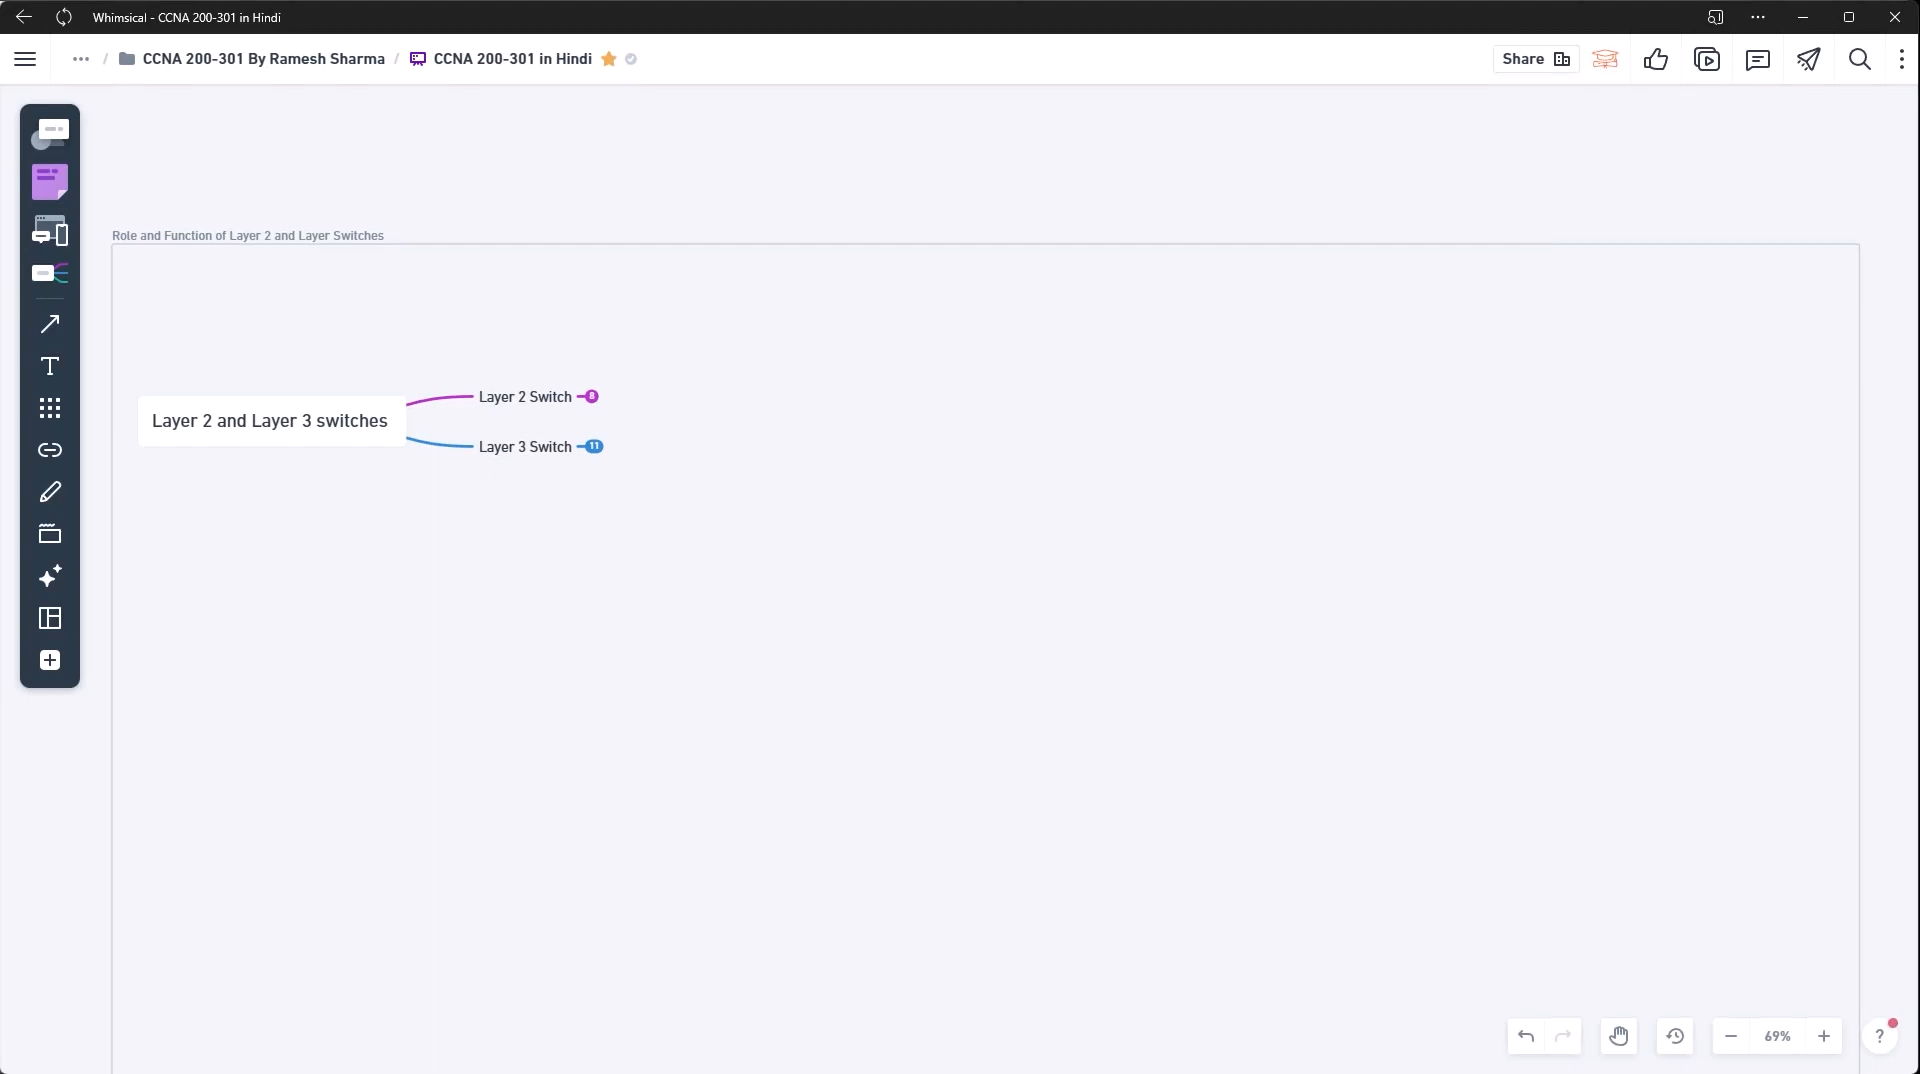 Whimsical - CCNA 200-301 in Hindi
CCNA 200-301 By Ramesh Sharma / CCNA 200-301 in Hindi
Share
Role and Function of Layer 2 and Layer Switches
Layer 2 Switch 8
Layer 2 and Layer 3 switches
Layer 3 Switch 11
69%